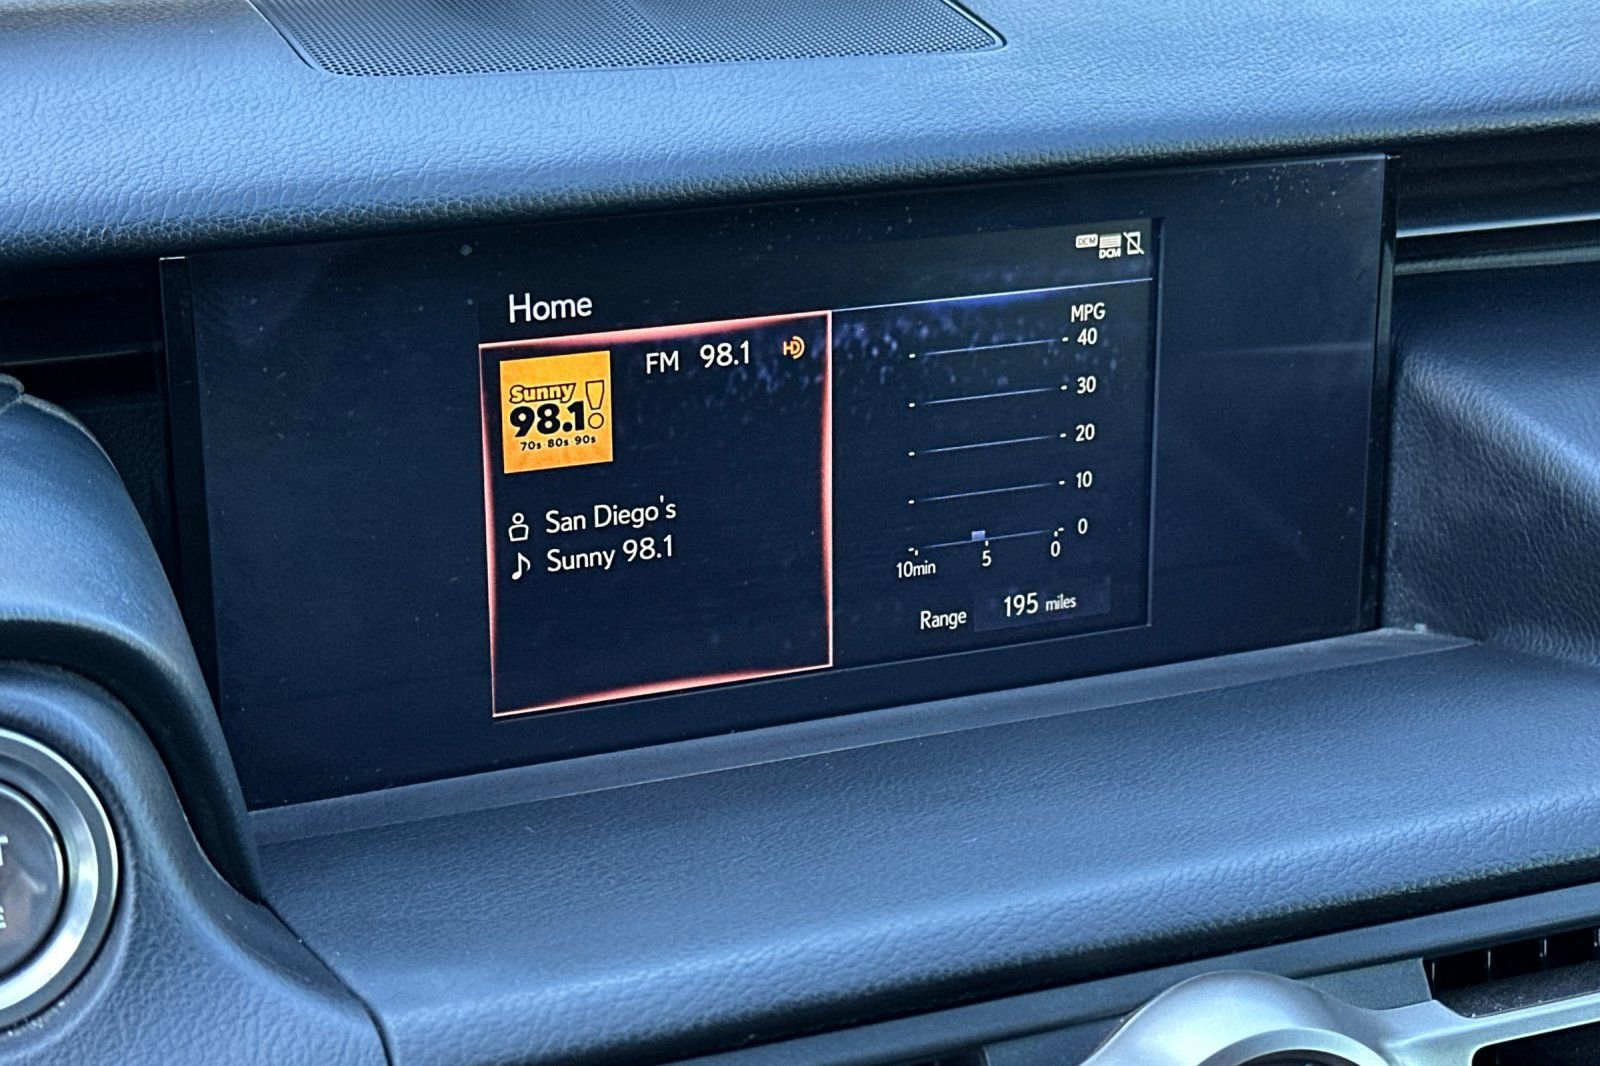 DCM
DCM
Home
FM 98.1 HD
Sunny
98.1!
70s 80s 90s
San Diego's
Sunny 98.1
MPG
40
30
20
10
0
10min 5 0
Range 195 miles